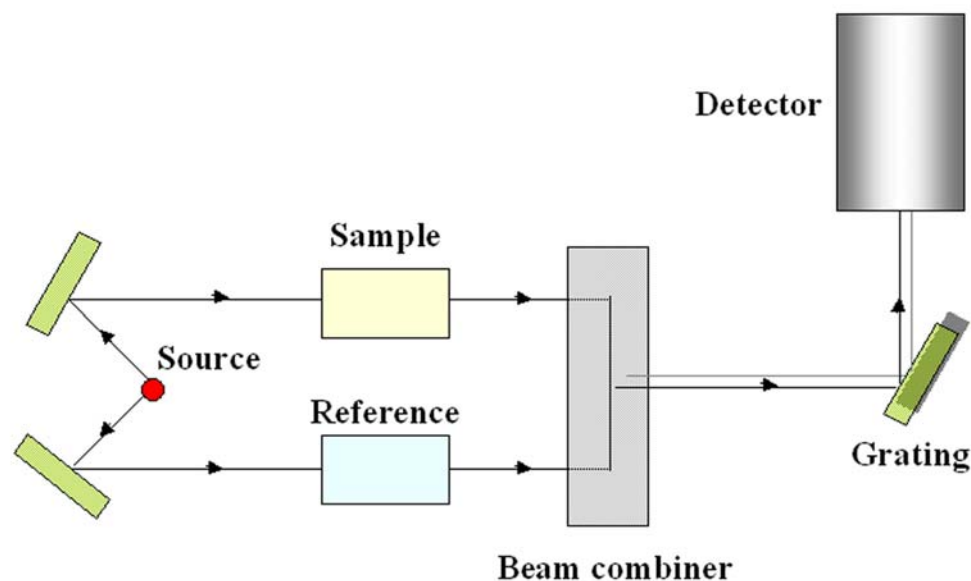 Detector
Sample
Source
Reference
Grating
Beam combiner